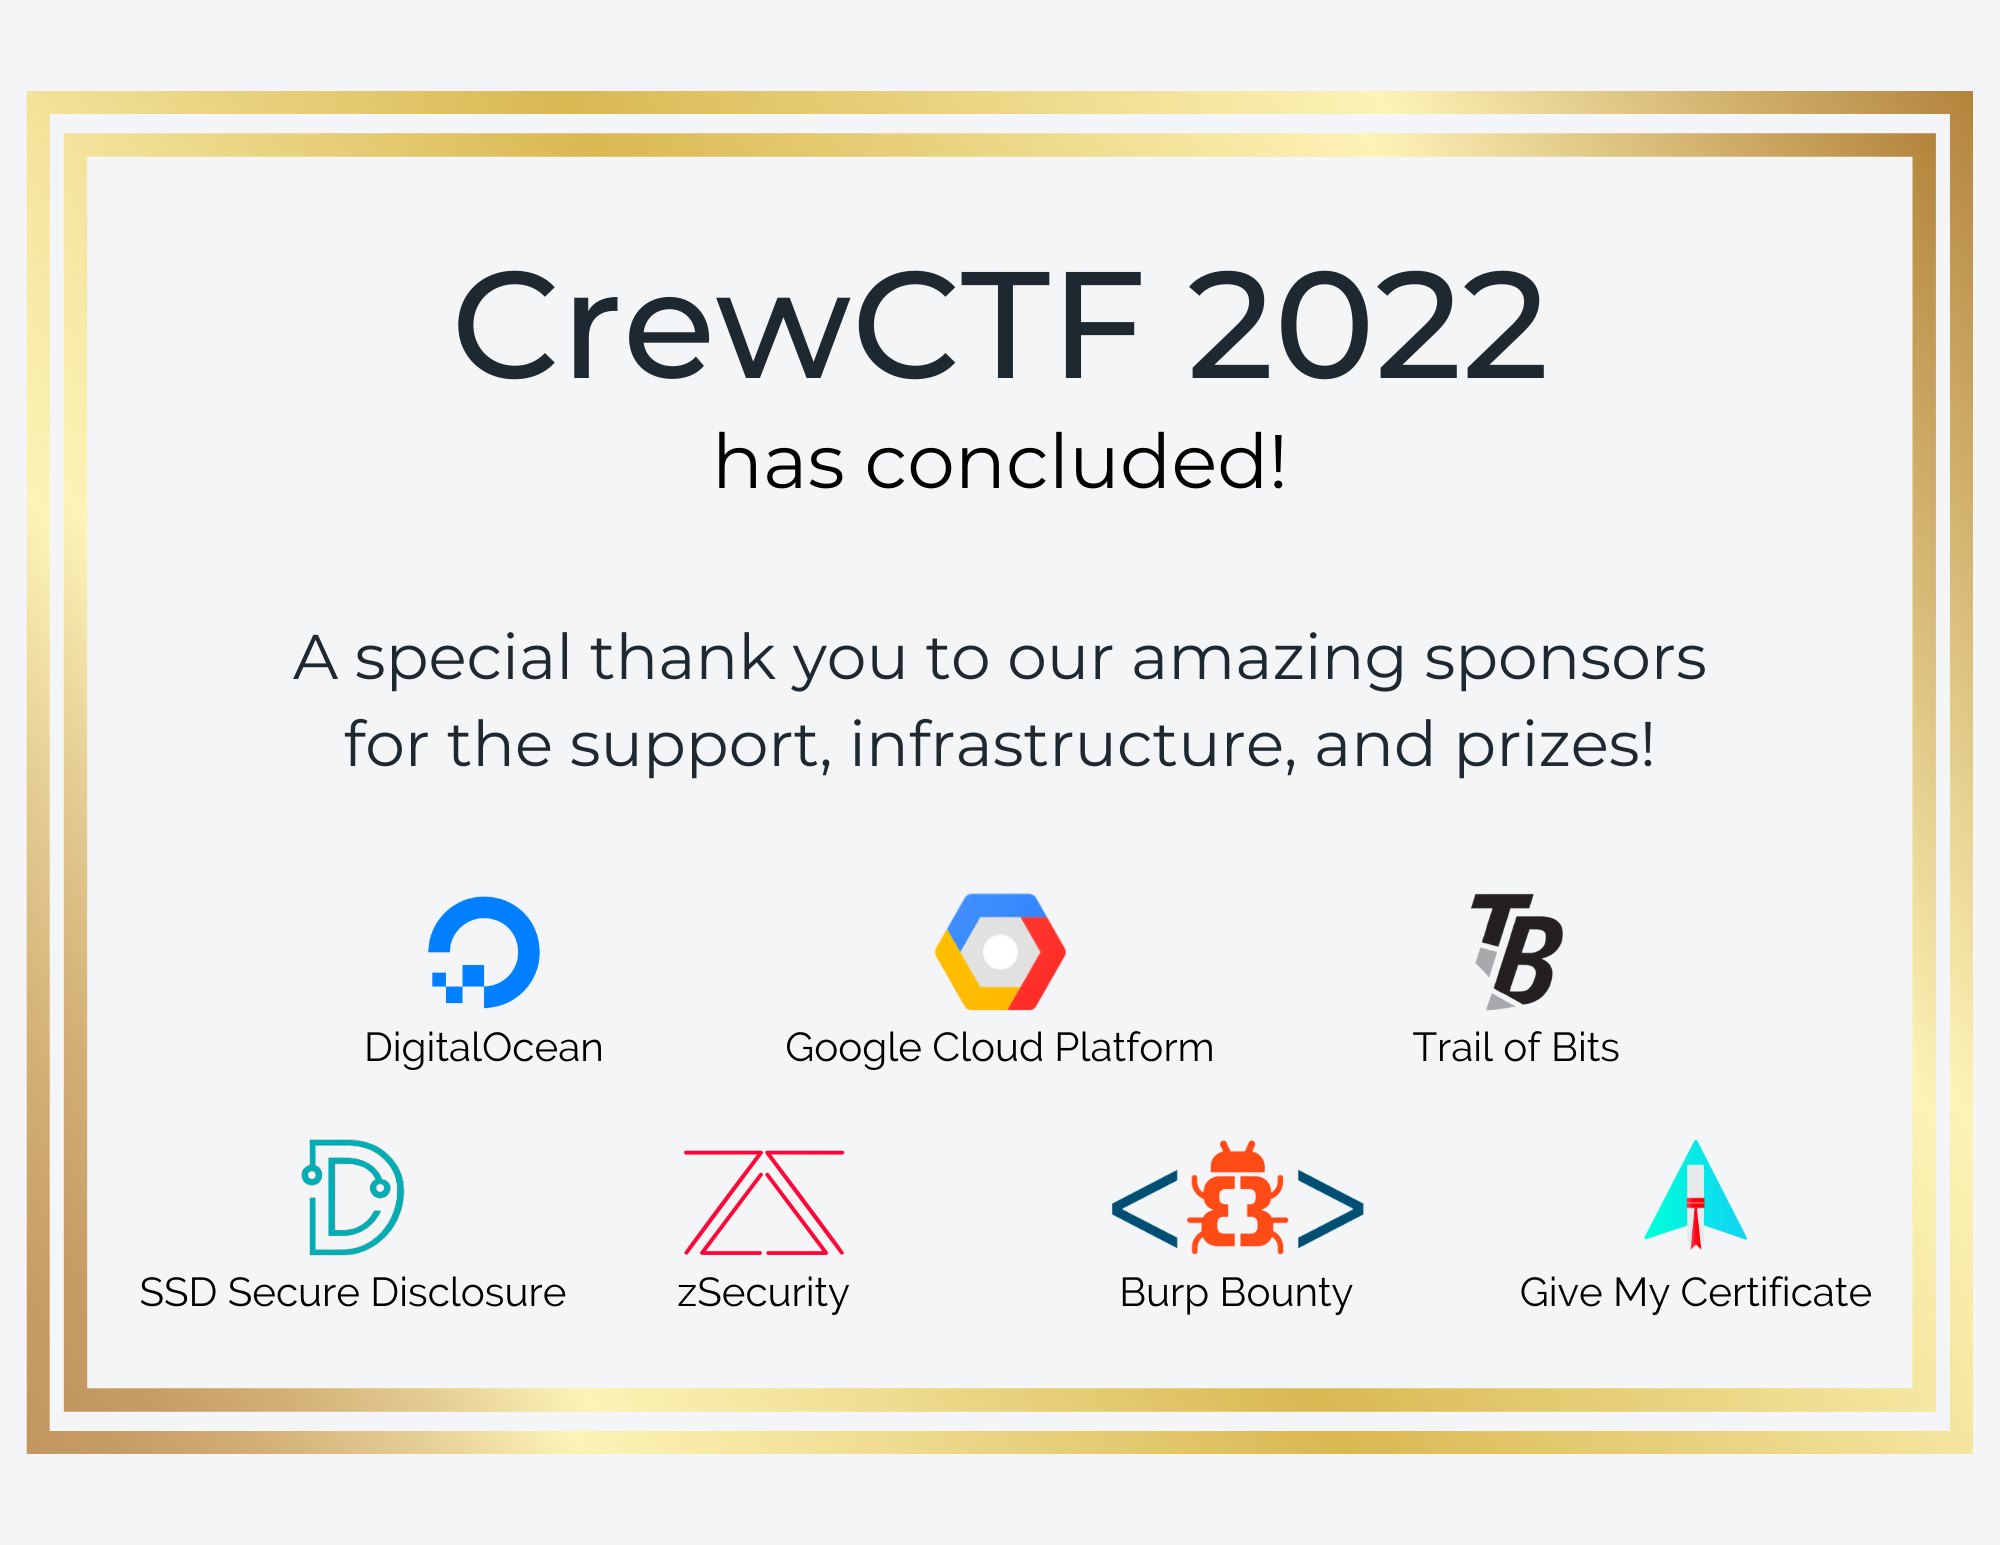 CrewCTF 2022
has concluded!
A special thank you to our amazing sponsors
for the support, infrastructure, and prizes!
TB
DigitalOcean
Google Cloud Platform
Trail of Bits
SSD Secure Disclosure
zSecurity
Burp Bounty
Give My Certificate